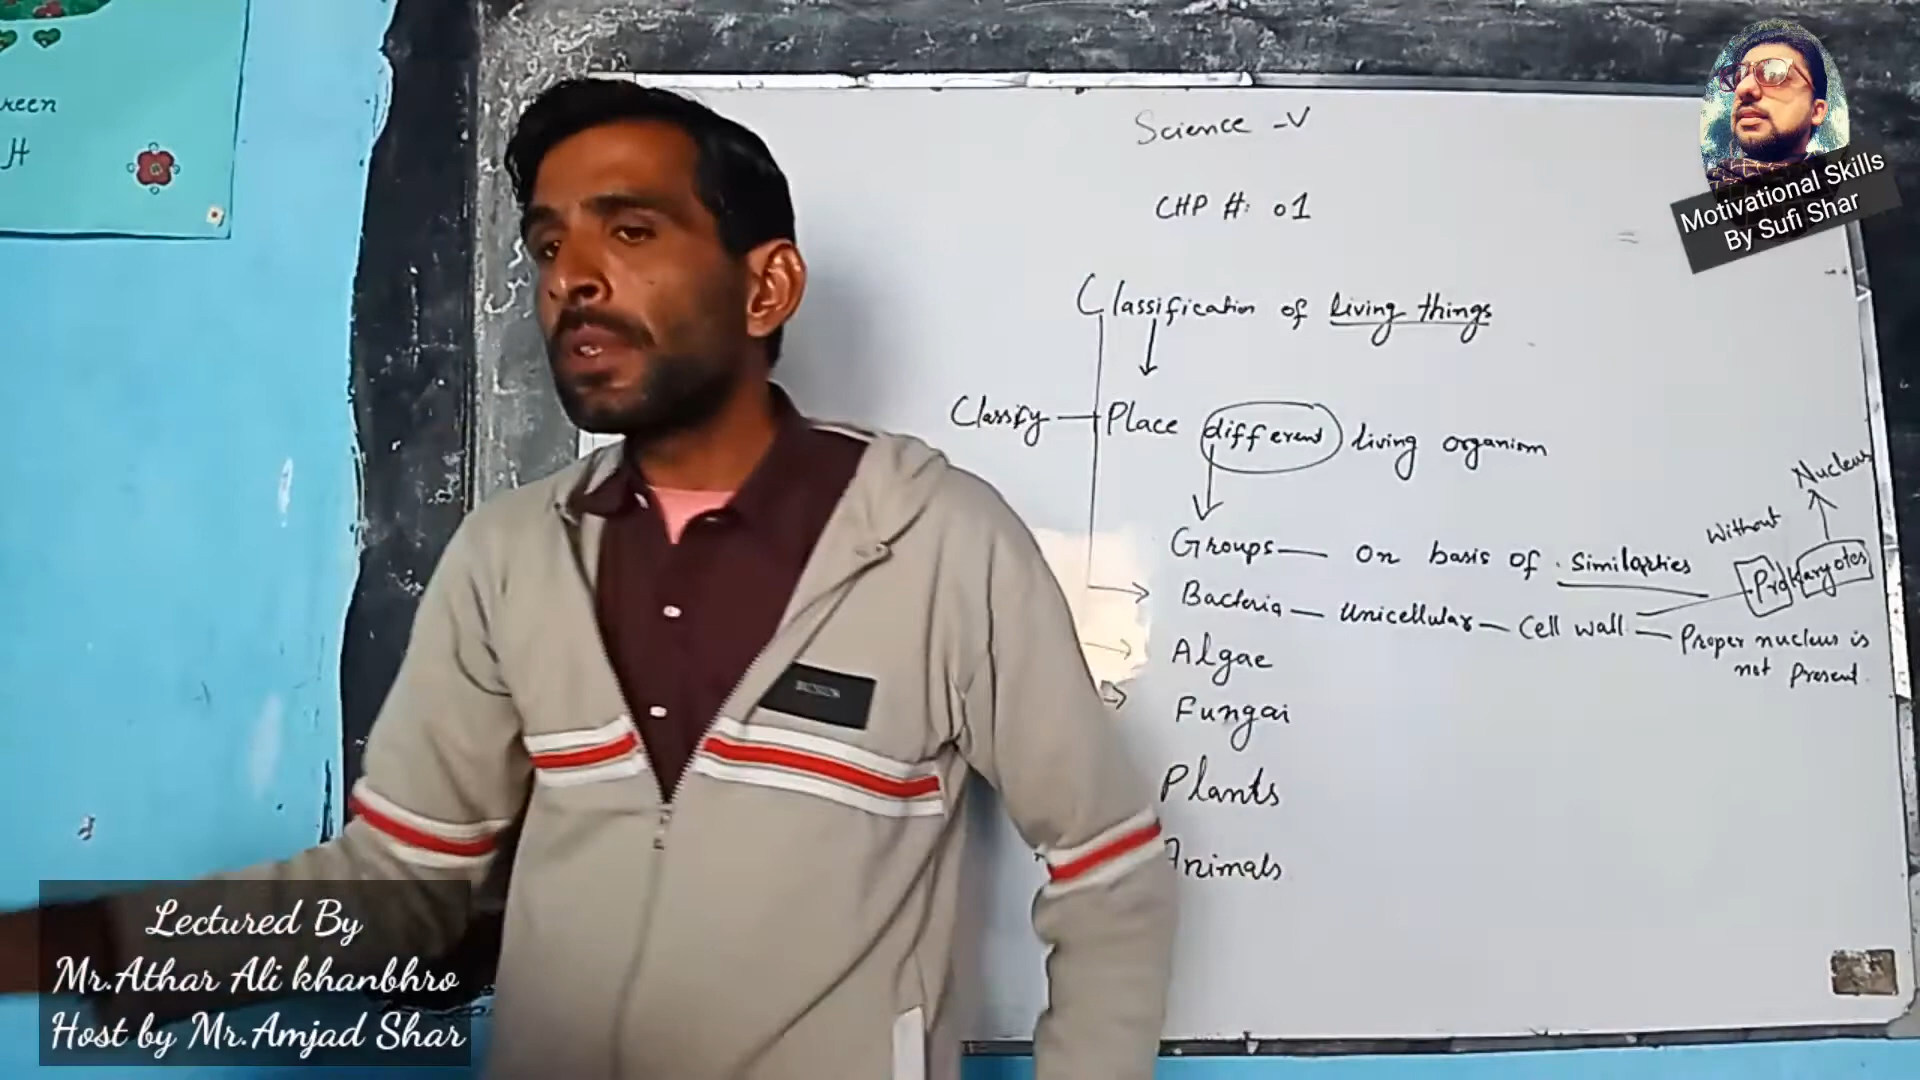 reen
H
Motivational Skills
By Sufi Shar
Science - V
CHP #: 01
Classification of living things
Classify — Place different living organism
Groups — on basis of similarties
Without
Nucleus
Prokaryotes
Bacteria — Unicellular — Cell wall — Proper nucleus is
not Present.
Algae
Fungai
Plants
Animals
Lectured By
Mr.Athar Ali khanbhro
Host by Mr.Amjad Shar